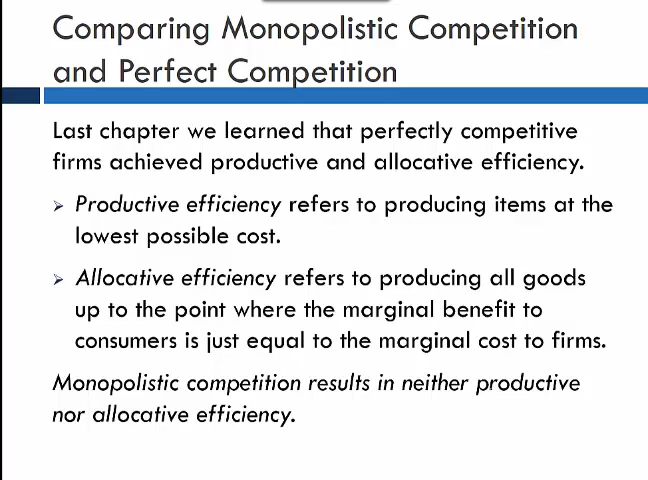 Comparing Monopolistic Competition
and Perfect Competition
Last chapter we learned that perfectly competitive
firms achieved productive and allocative efficiency.
➢ Productive efficiency refers to producing items at the
lowest possible cost.
➢ Allocative efficiency refers to producing all goods
up to the point where the marginal benefit to
consumers is just equal to the marginal cost to firms.
Monopolistic competition results in neither productive
nor allocative efficiency.